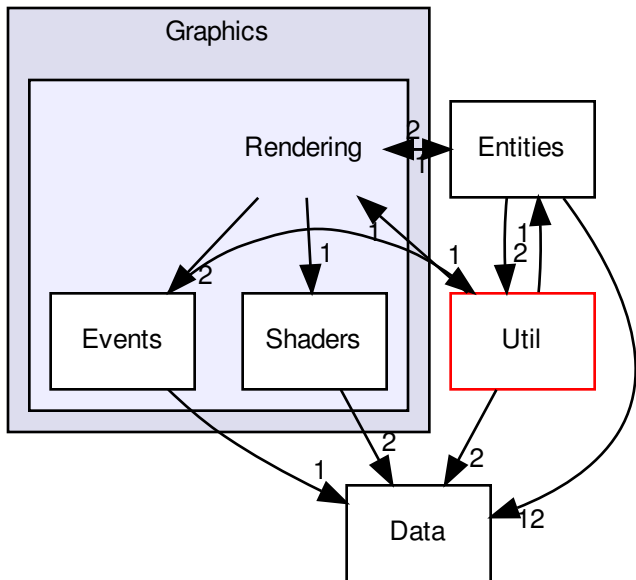 Graphics
2
Rendering
Entities
1
1
1
1
2
1
2
Events
Shaders
Util
2
2
1
12
Data